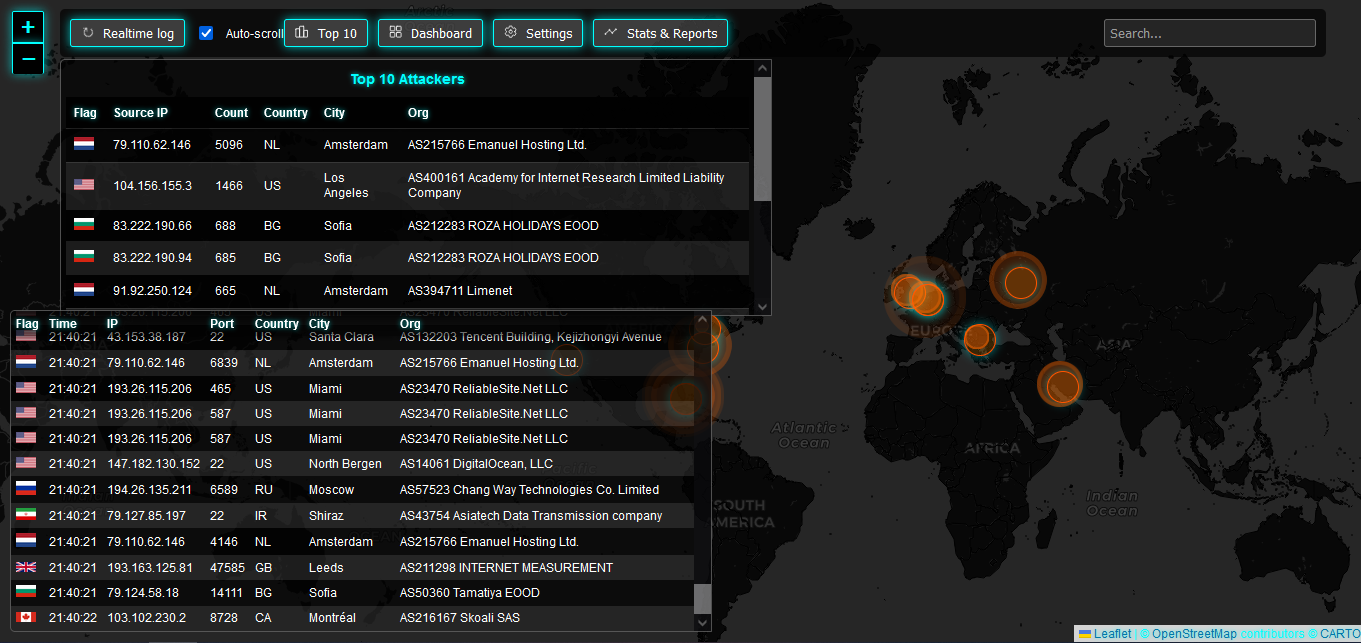 +
−
Realtime log
Auto-scroll
Top 10
Dashboard
Settings
Stats & Reports
Search...
Top 10 Attackers
Flag Source IP Count Country City Org
79.110.62.146 5096 NL Amsterdam AS215766 Emanuel Hosting Ltd.
104.156.155.3 1466 US Los Angeles AS400161 Academy for Internet Research Limited Liability Company
83.222.190.66 688 BG Sofia AS212283 ROZA HOLIDAYS EOOD
83.222.190.94 685 BG Sofia AS212283 ROZA HOLIDAYS EOOD
91.92.250.124 665 NL Amsterdam AS394711 Limenet
Flag Time IP Port Country City Org
21:40:21 43.153.38.187 22 US Santa Clara AS132203 Tencent Building, Kejizhongyi Avenue
21:40:21 79.110.62.146 6839 NL Amsterdam AS215766 Emanuel Hosting Ltd.
21:40:21 193.26.115.206 465 US Miami AS23470 ReliableSite.Net LLC
21:40:21 193.26.115.206 587 US Miami AS23470 ReliableSite.Net LLC
21:40:21 193.26.115.206 587 US Miami AS23470 ReliableSite.Net LLC
21:40:21 147.182.130.152 22 US North Bergen AS14061 DigitalOcean, LLC
21:40:21 194.26.135.211 6589 RU Moscow AS57523 Chang Way Technologies Co. Limited
21:40:21 79.127.85.197 22 IR Shiraz AS43754 Asiatech Data Transmission company
21:40:21 79.110.62.146 4146 NL Amsterdam AS215766 Emanuel Hosting Ltd.
21:40:21 193.163.125.81 47585 GB Leeds AS211298 INTERNET MEASUREMENT
21:40:21 79.124.58.18 14111 BG Sofia AS50360 Tamatiya EOOD
21:40:22 103.102.230.2 8728 CA Montréal AS216167 Skoali SAS
EUROPE
ASIA
Atlantic
Ocean
AFRICA
Indian
Ocean
SOUTH
AMERICA
Leaflet | © OpenStreetMap contributors © CARTO